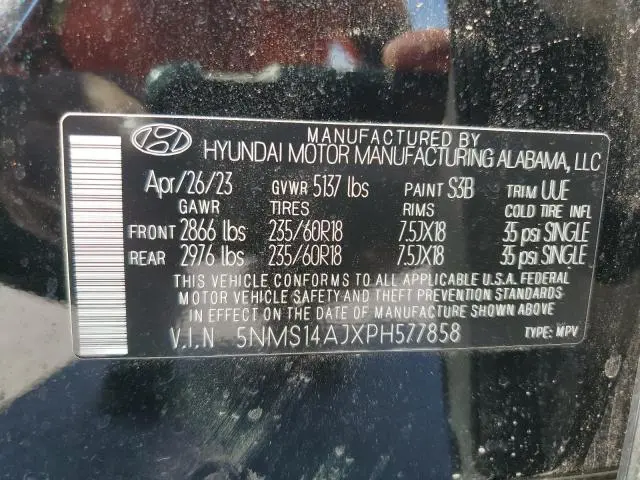 MANUFACTURED BY
HYUNDAI MOTOR MANUFACTURING ALABAMA, LLC
Apr/26/23 GVWR 5137 lbs PAINT S3B TRIM UUE
GAWR TIRES RIMS COLD TIRE INFL
FRONT 2866 lbs 235/60R18 7.5JX18 35 psi SINGLE
REAR 2976 lbs 235/60R18 7.5JX18 35 psi SINGLE
THIS VEHICLE CONFORMS TO ALL APPLICABLE U.S.A. FEDERAL
MOTOR VEHICLE SAFETY AND THEFT PREVENTION STANDARDS
IN EFFECT ON THE DATE OF MANUFACTURE SHOWN ABOVE.
V.I.N 5NMS14AJXPH577858 TYPE: MPV